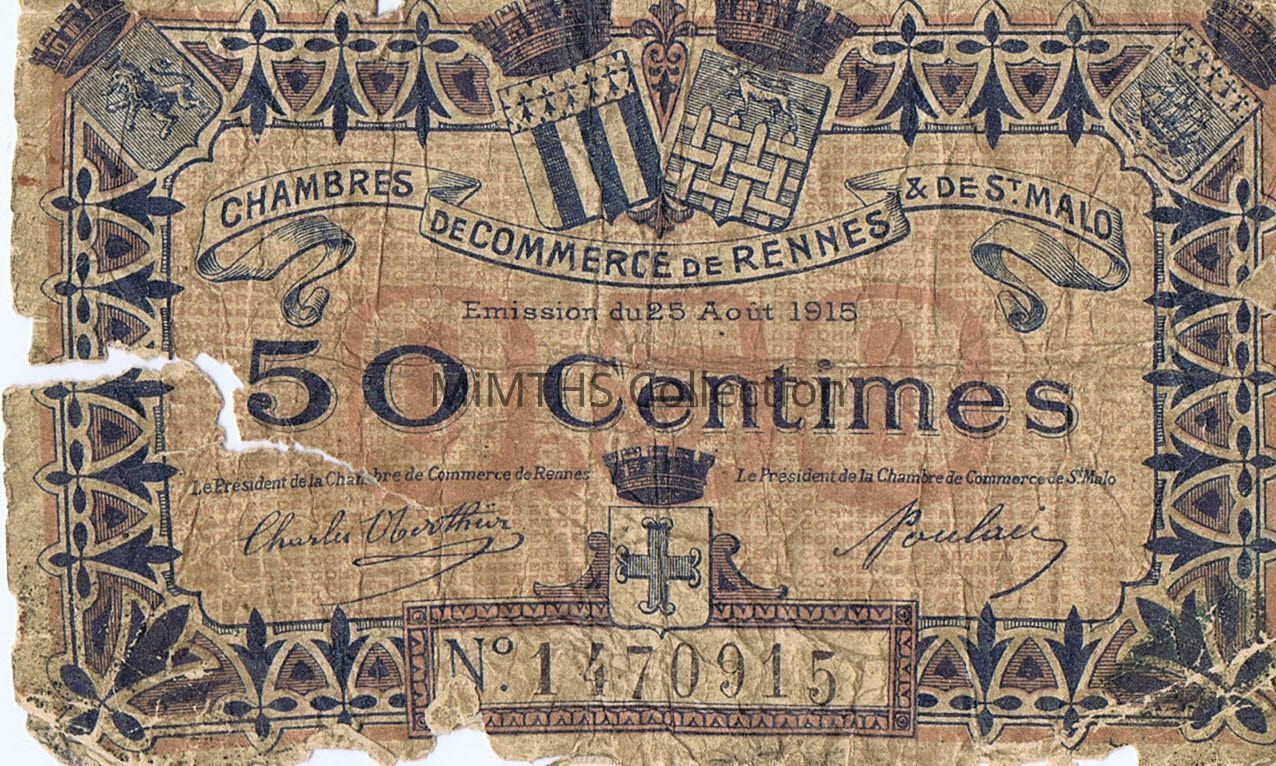 CHAMBRES DE COMMERCE DE RENNES & DE ST. MALO
Emission du 25 Août 1915
50 Centimes
MiMTHS Collection
Le Président de la Chambre de Commerce de Rennes
Le Président de la Chambre de Commerce de St. Malo
Charles Oberthür
No. 1470915